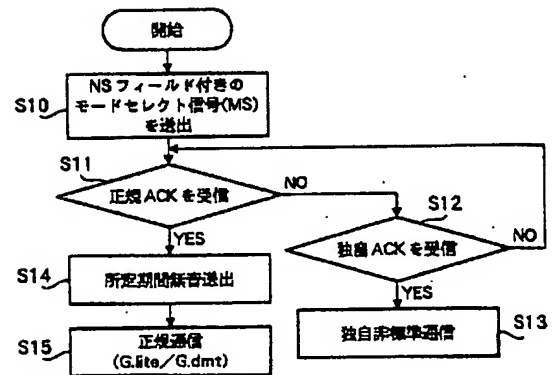 開始
S10
NSフィールド付きの
モードセレクト信号(MS)
を送出
S11
正規ACKを受信
NO
YES
S12
独自ACKを受信
NO
YES
S14
所定期間無音送出
S13
独自非標準通信
S15
正規通信
(G.lite/G.dmt)